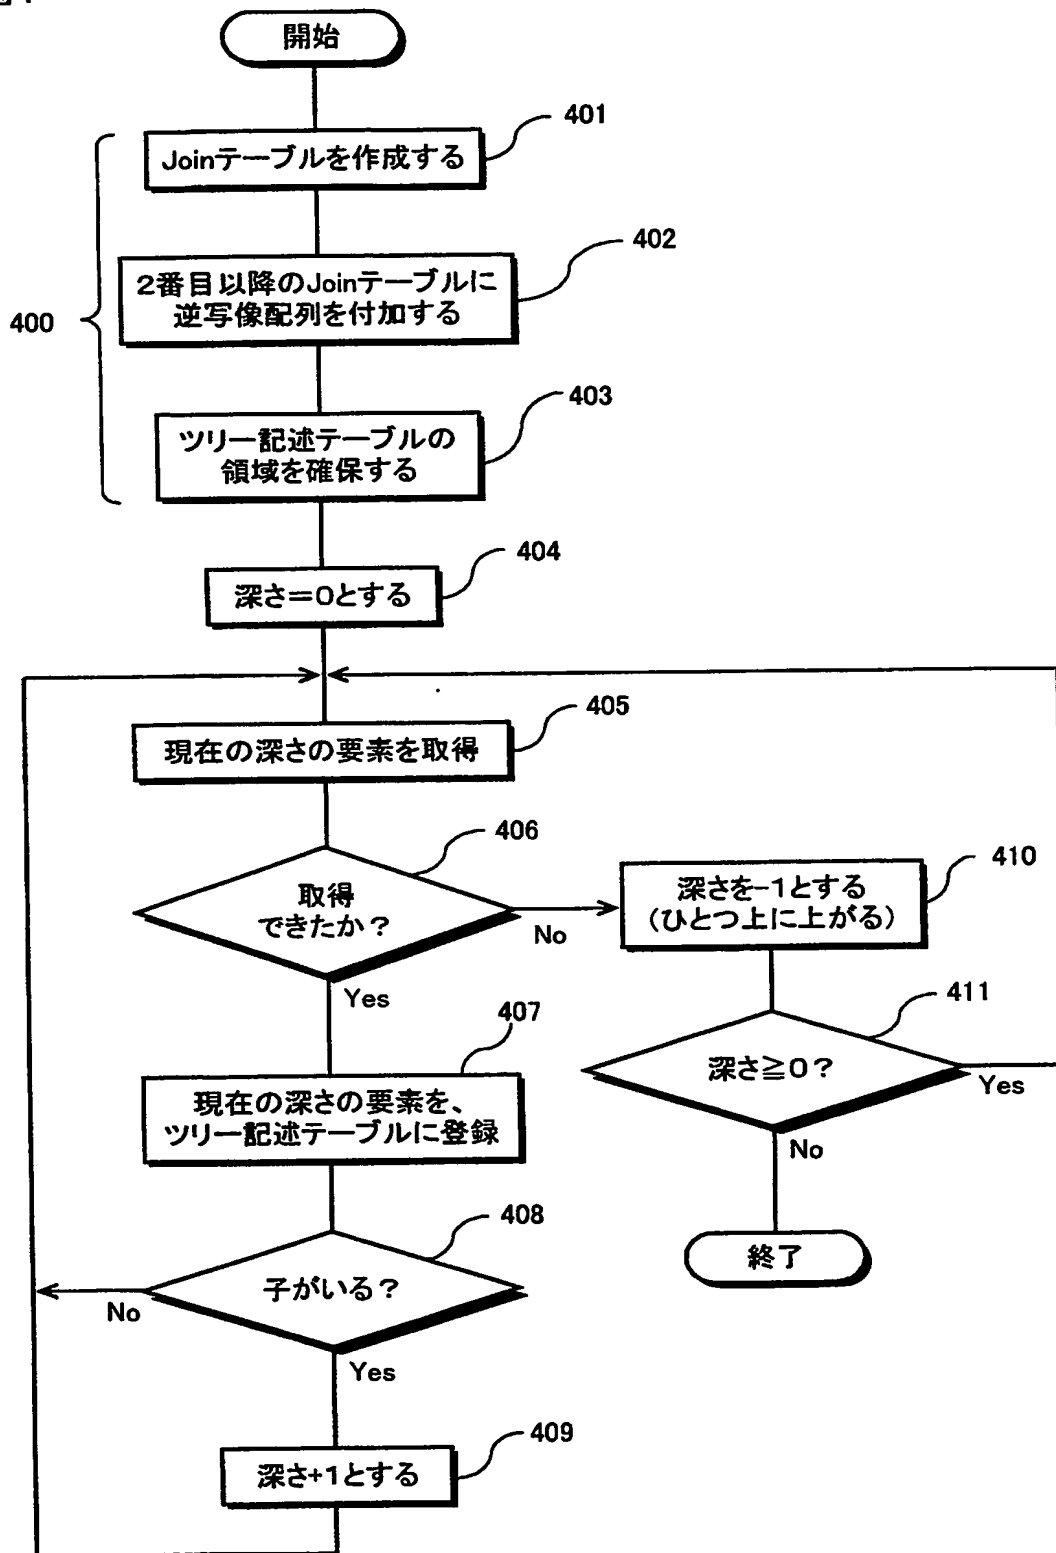 開始
401
Joinテーブルを作成する
402
2番目以降のJoinテーブルに
逆写像配列を付加する
400
403
ツリー記述テーブルの
領域を確保する
404
深さ=0とする
405
現在の深さの要素を取得
406
取得
できたか？
No
Yes
410
深さを-1とする
(ひとつ上に上がる)
411
深さ≧0？
Yes
No
終了
407
現在の深さの要素を、
ツリー記述テーブルに登録
408
子がいる？
No
Yes
409
深さ+1とする